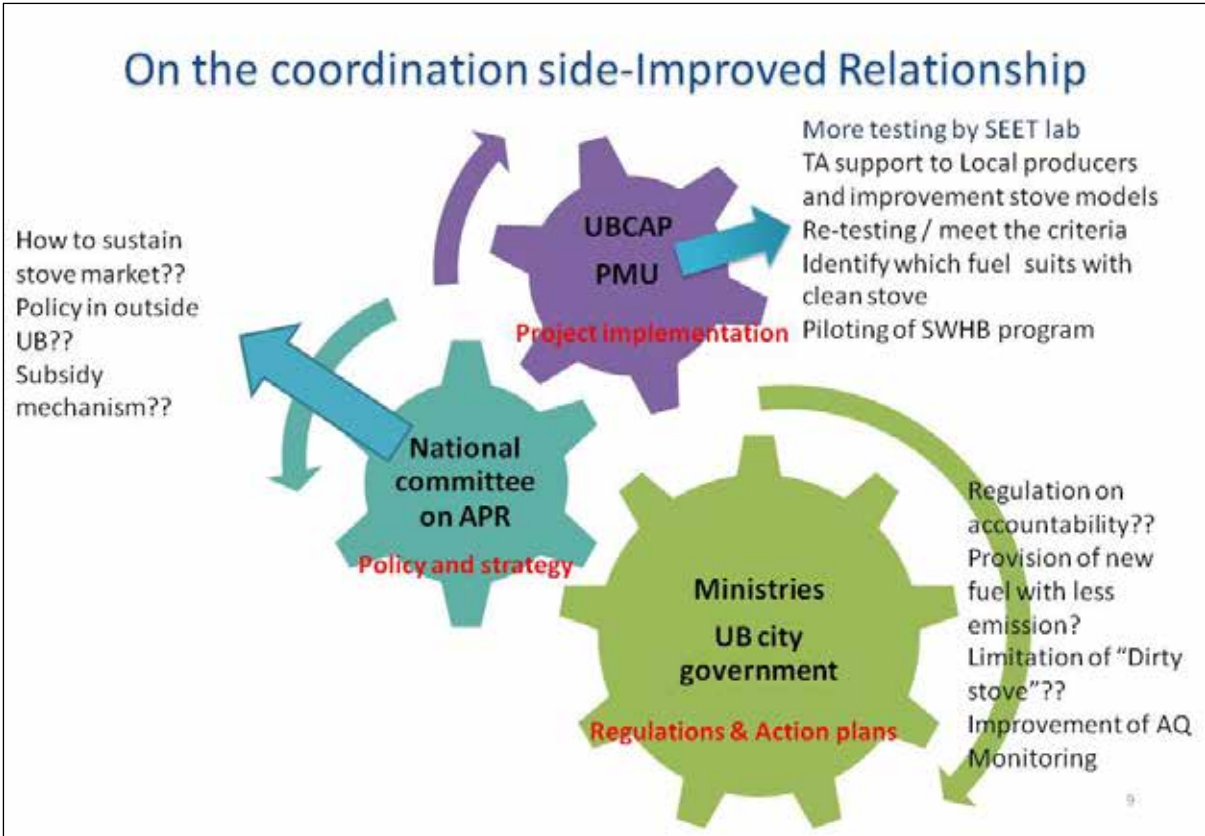 On the coordination side-Improved Relationship
More testing by SEET lab
TA support to Local producers
and improvement stove models
Re-testing / meet the criteria
Identify which fuel suits with
clean stove
Piloting of SWHB program
UBCAP
PMU
Project implementation
How to sustain
stove market??
Policy in outside
UB??
Subsidy
mechanism??
National
committee
on APR
Policy and strategy
Ministries
UB city
government
Regulations & Action plans
Regulation on
accountability??
Provision of new
fuel with less
emission?
Limitation of “Dirty
stove”??
Improvement of AQ
Monitoring
9